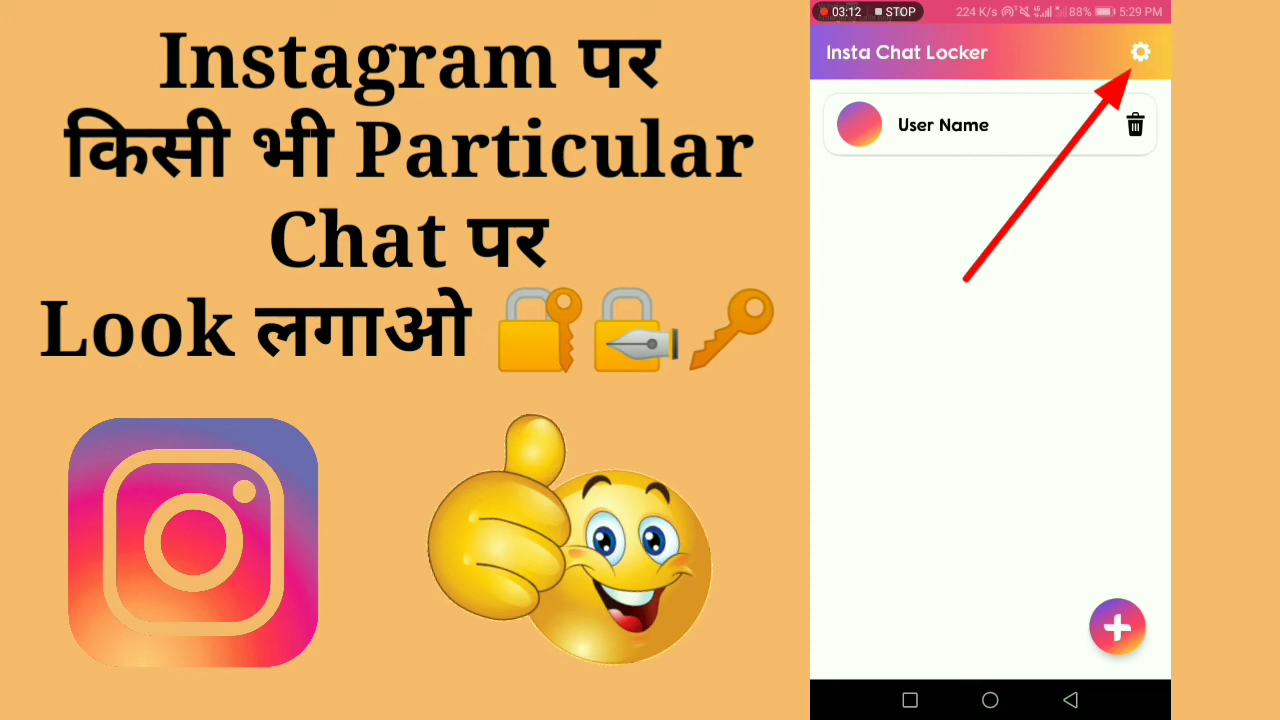 Instagram पर
किसी भी Particular
Chat पर
Look लगाओ
03:12 STOP 224 K/s 88% 5:29 PM
Insta Chat Locker
User Name